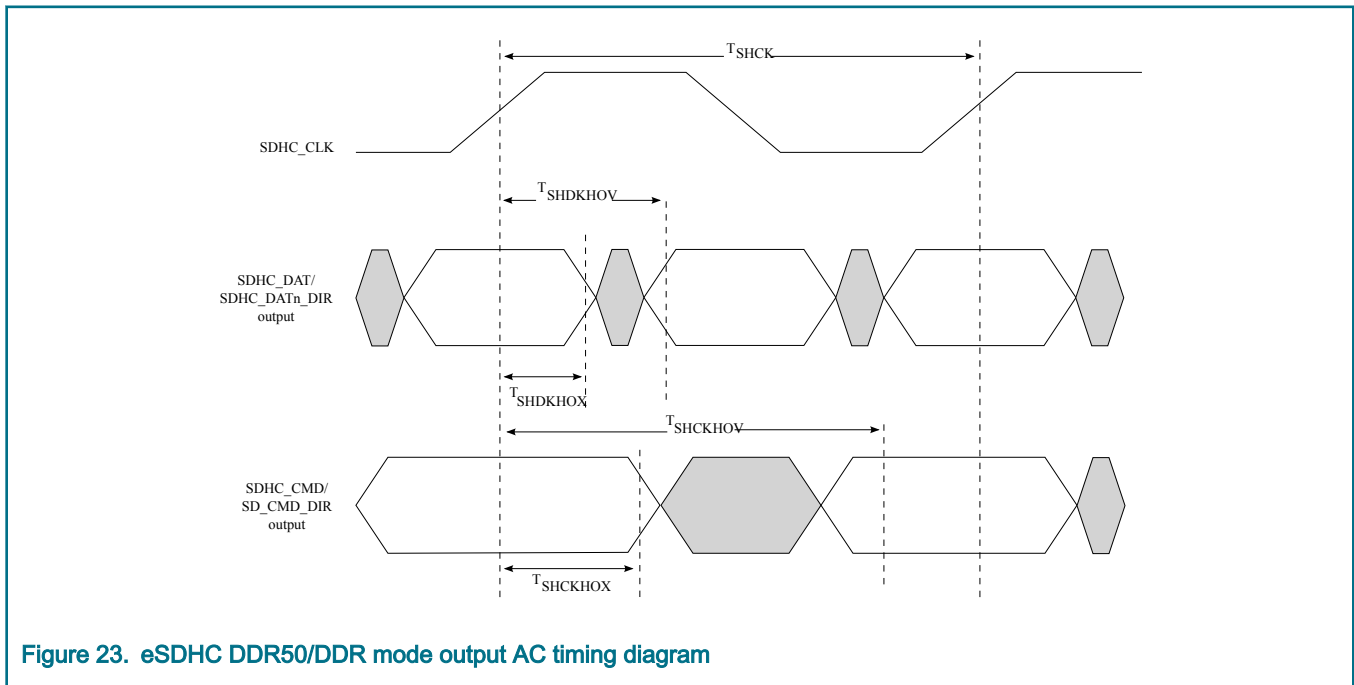 TSHCK
SDHC_CLK
TSHDKHOV
SDHC_DAT/
SDHC_DATn_DIR
output
TSHDKHOX
TSHCKHOV
SDHC_CMD/
SD_CMD_DIR
output
TSHCKHOX
Figure 23. eSDHC DDR50/DDR mode output AC timing diagram